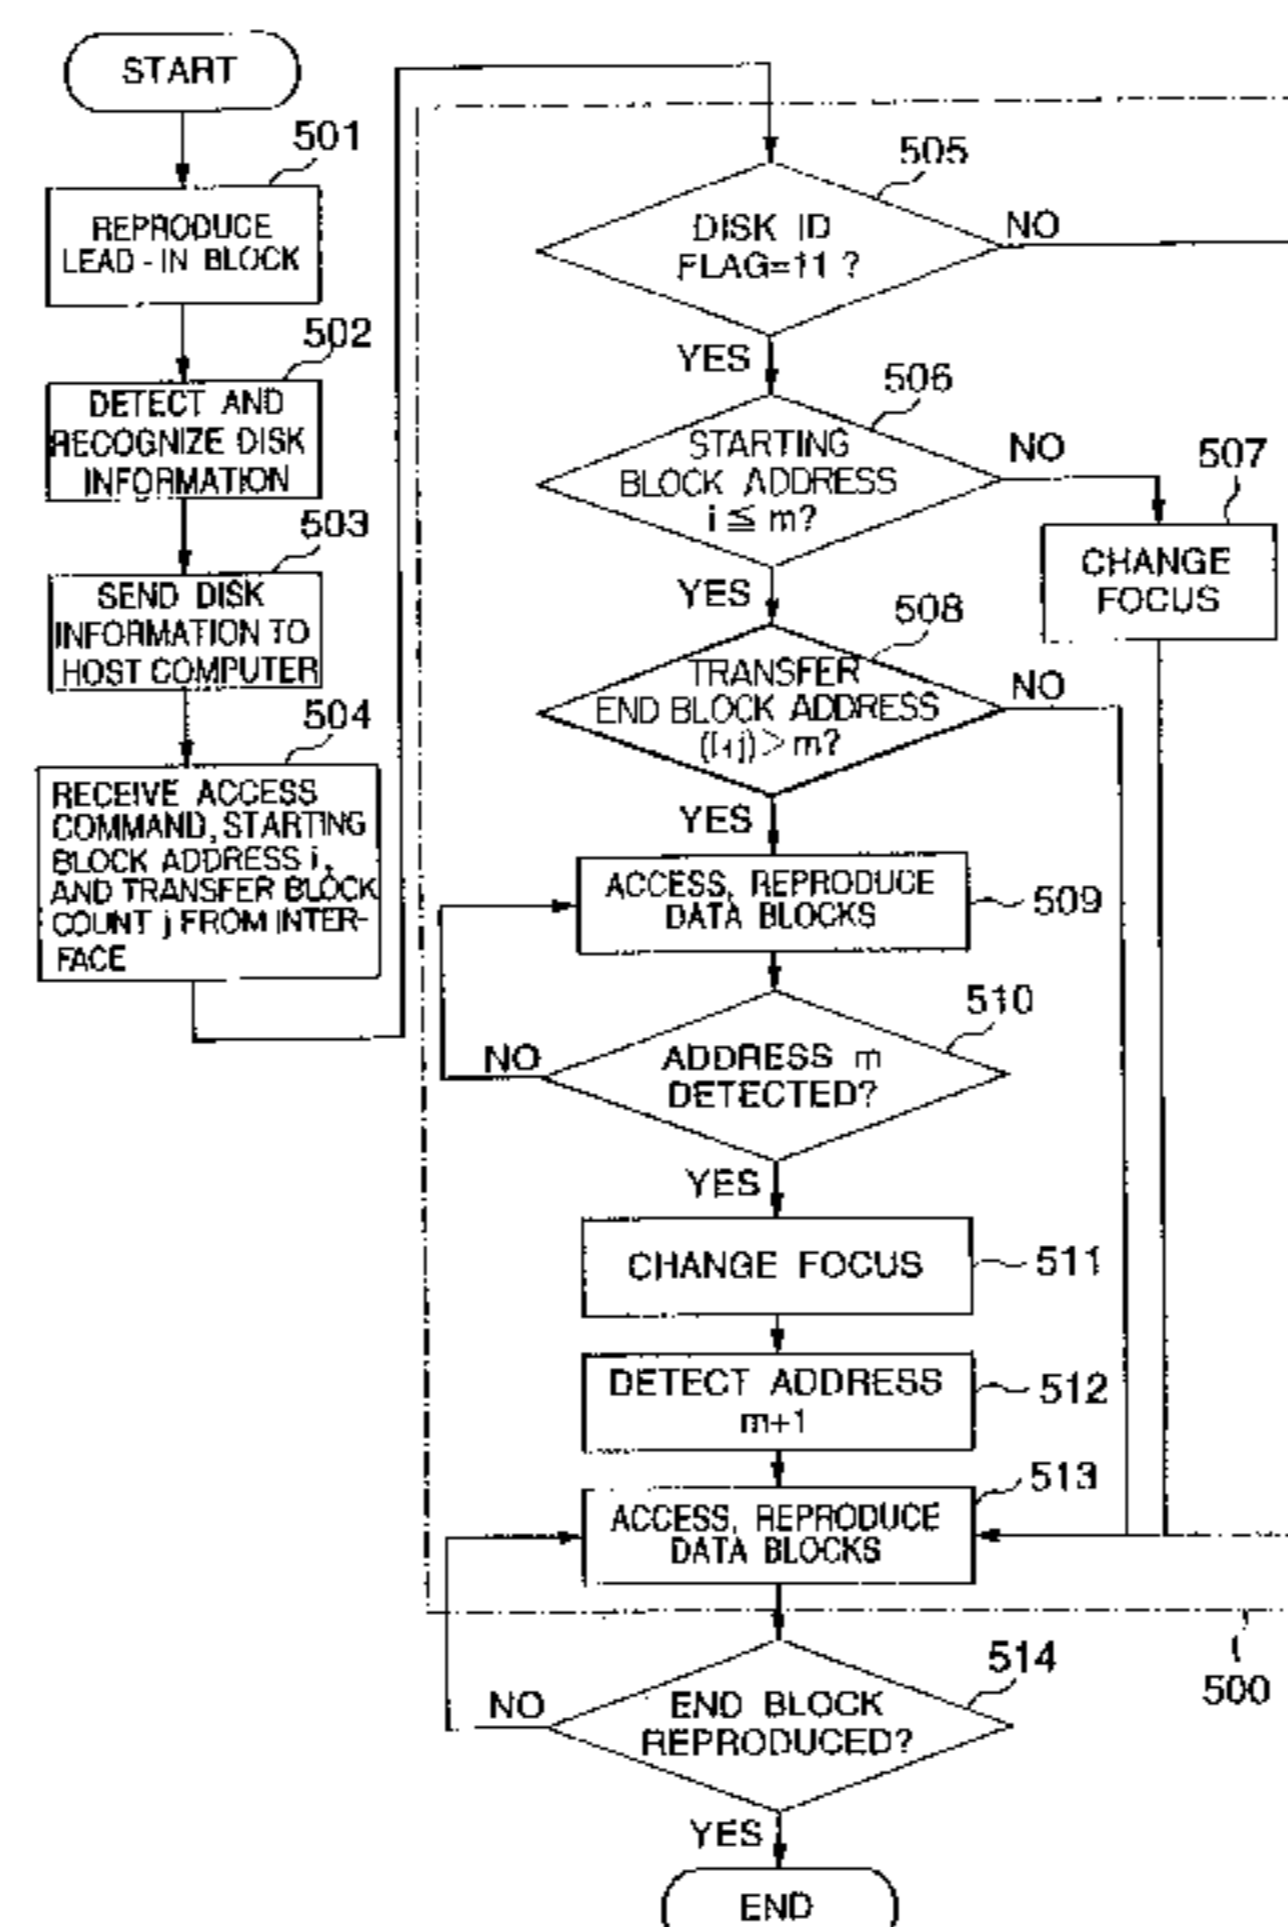 START
501
REPRODUCE
LEAD-IN BLOCK
502
DETECT AND
RECOGNIZE DISK
INFORMATION
503
SEND DISK
INFORMATION TO
HOST COMPUTER
504
RECEIVE ACCESS
COMMAND, STARTING
BLOCK ADDRESS i,
AND TRANSFER BLOCK
COUNT j FROM INTER-
FACE
505
DISK ID
FLAG=11 ?
NO
YES
506
STARTING
BLOCK ADDRESS
i ≦ m?
NO
507
CHANGE
FOCUS
YES
508
TRANSFER
END BLOCK ADDRESS
> m?
NO
YES
ACCESS, REPRODUCE
DATA BLOCKS
509
510
ADDRESS m
DETECTED?
NO
YES
CHANGE FOCUS
511
DETECT ADDRESS
m+1
512
513
ACCESS, REPRODUCE
DATA BLOCKS
500
514
END BLOCK
REPRODUCED?
NO
YES
END